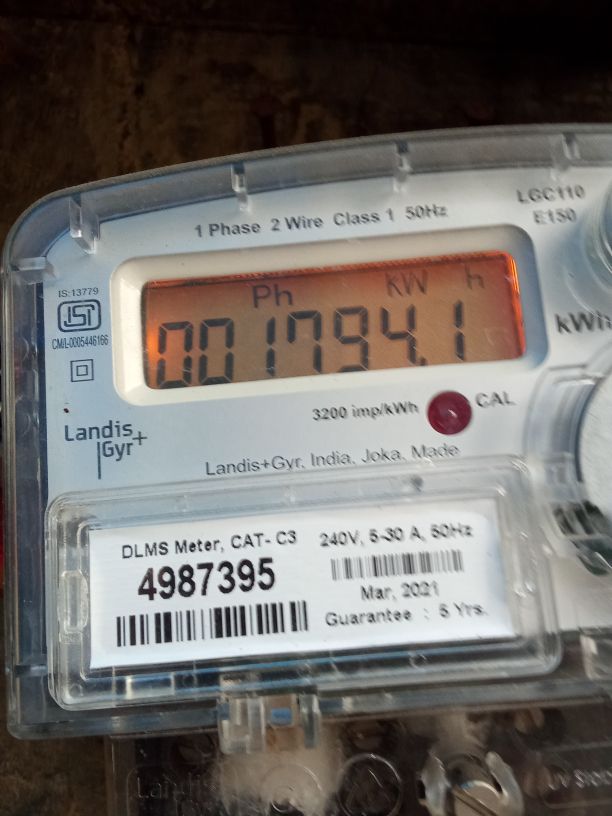 LGC110
E150
1 Phase 2 Wire Class 1 50Hz
IS:13779
ISI
CM/L-0005446166
Ph kW h
001794.1
kWh
3200 imp/kWh CAL
Landis
Gyr+
Landis+Gyr, India, Joka, Made
DLMS Meter, CAT- C3
4987395
240V, 5-30 A, 50Hz
Mar, 2021
Guarantee : 5 Yrs.
Landis